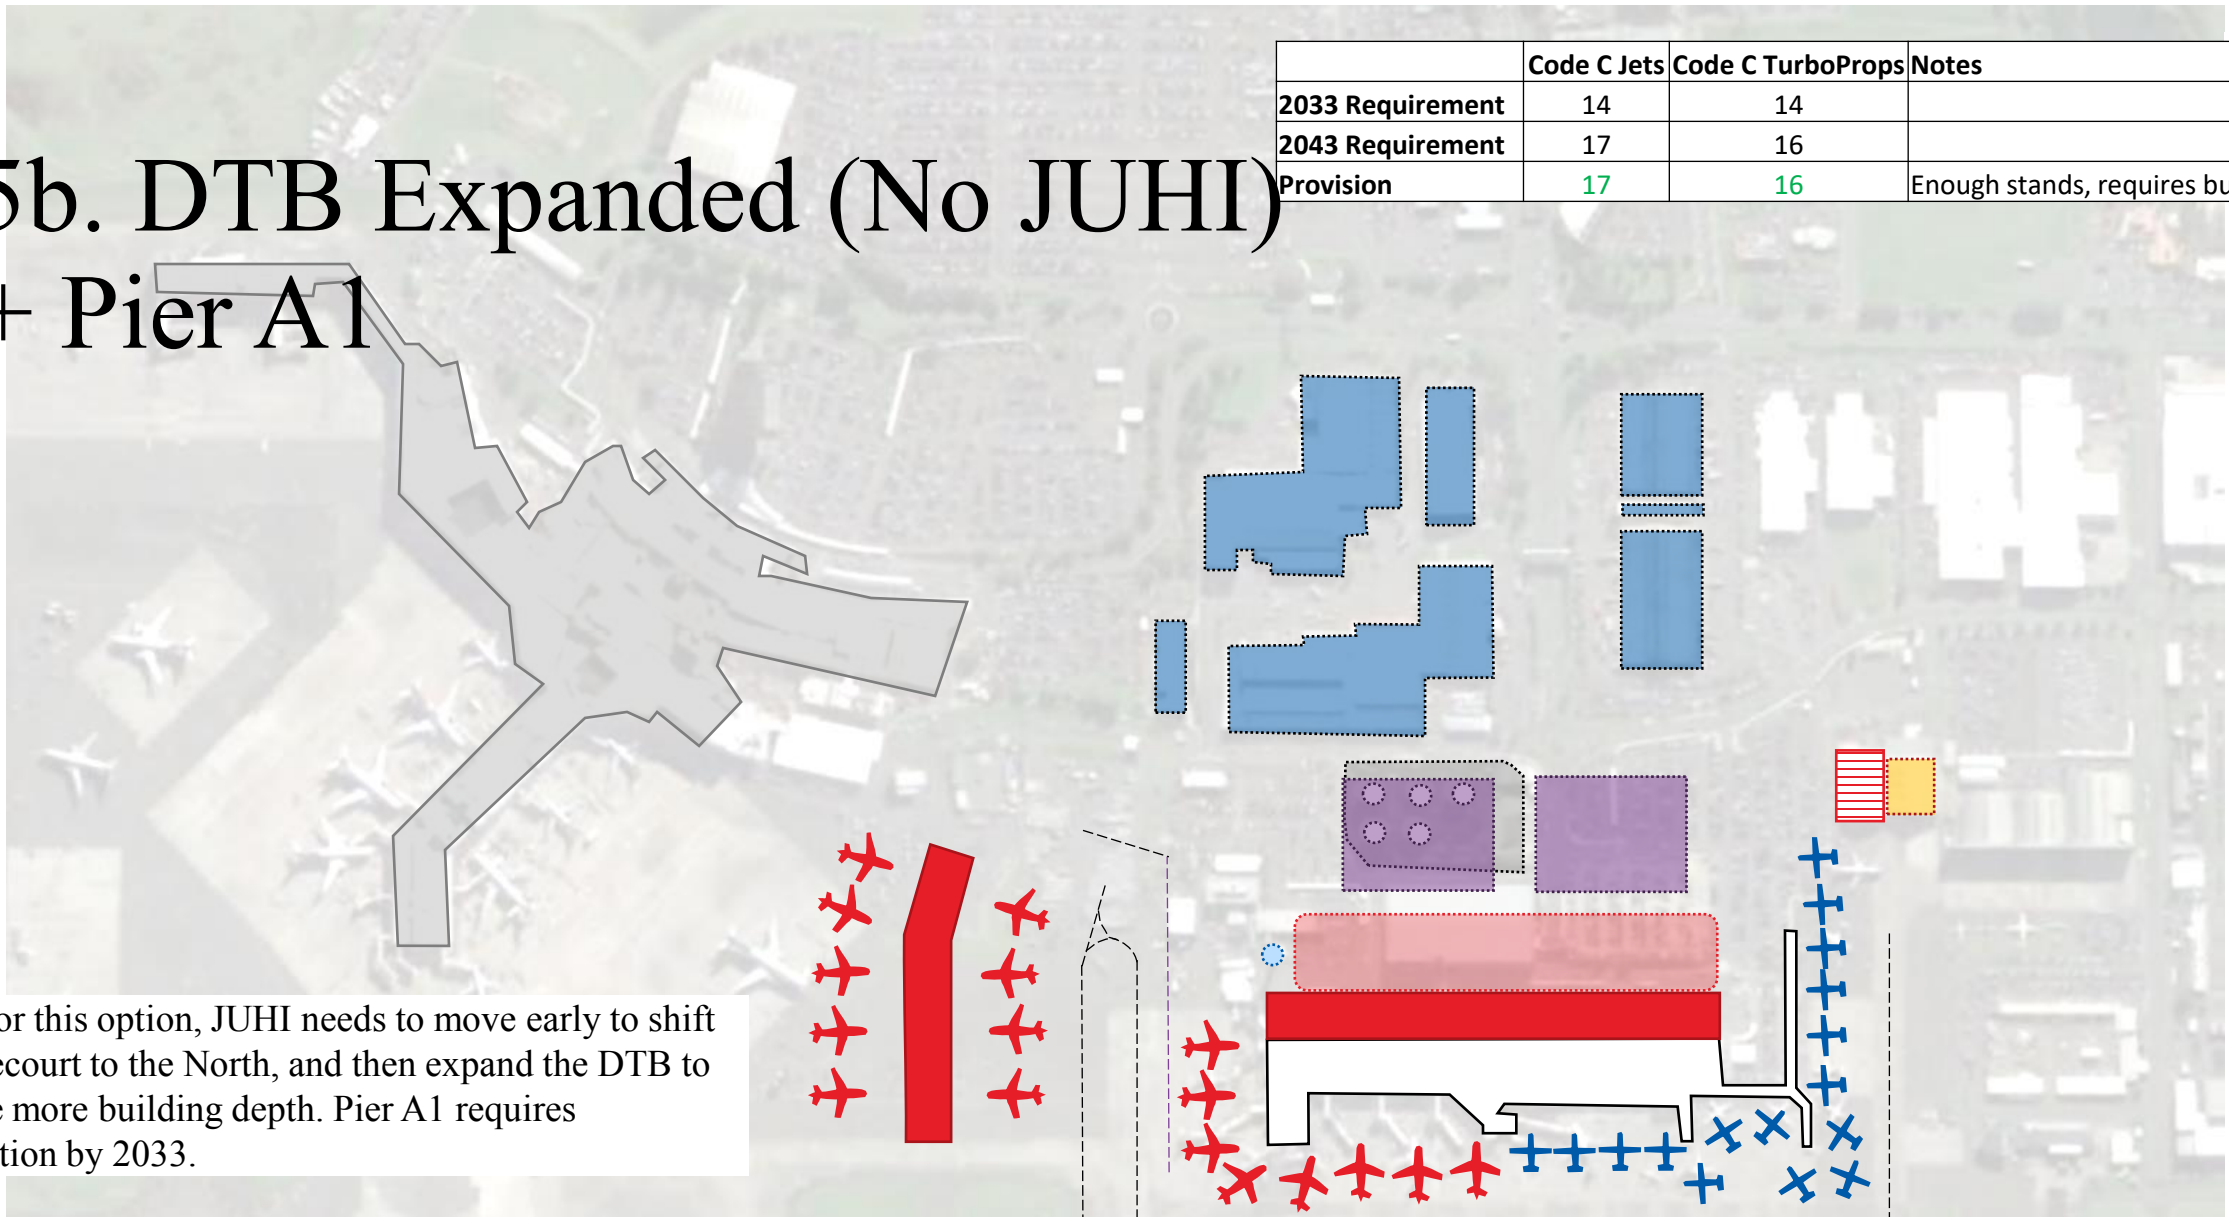 5b. DTB Expanded (No JUHI)
+ Pier A1
Code C Jets Code C TurboProps Notes
2033 Requirement 14 14
2043 Requirement 17 16
Provision 17 16 Enough stands, requires bu
or this option, JUHI needs to move early to shift
ecourt to the North, and then expand the DTB to
e more building depth. Pier A1 requires
tion by 2033.